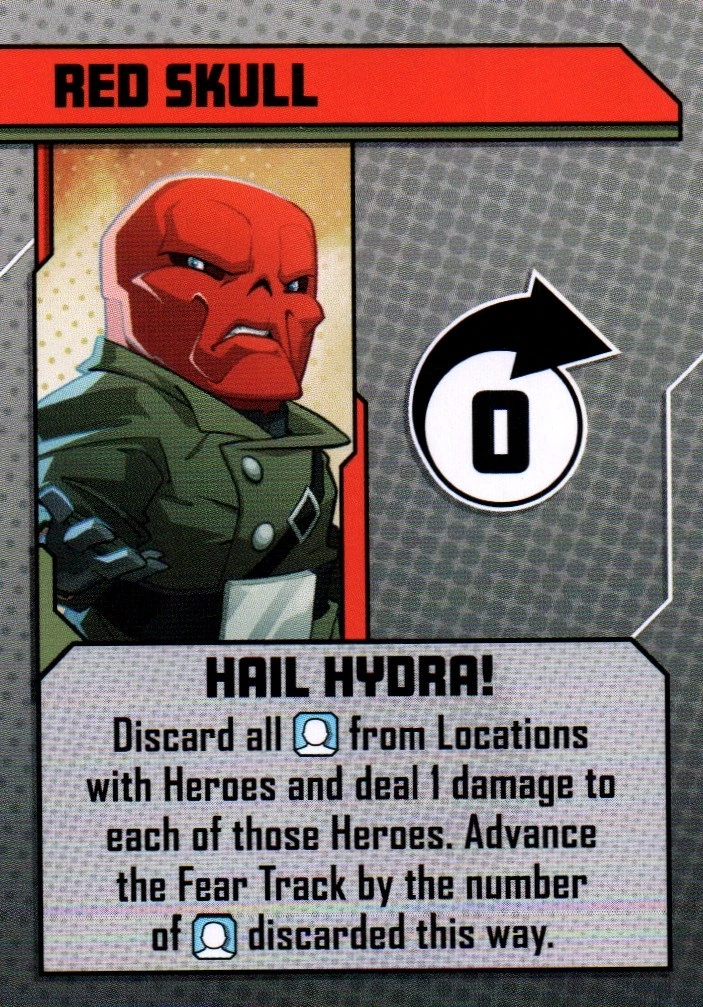 RED SKULL
0
HAIL HYDRA!
Discard all from Locations
with Heroes and deal 1 damage to
each of those Heroes. Advance
the Fear Track by the number
of discarded this way.